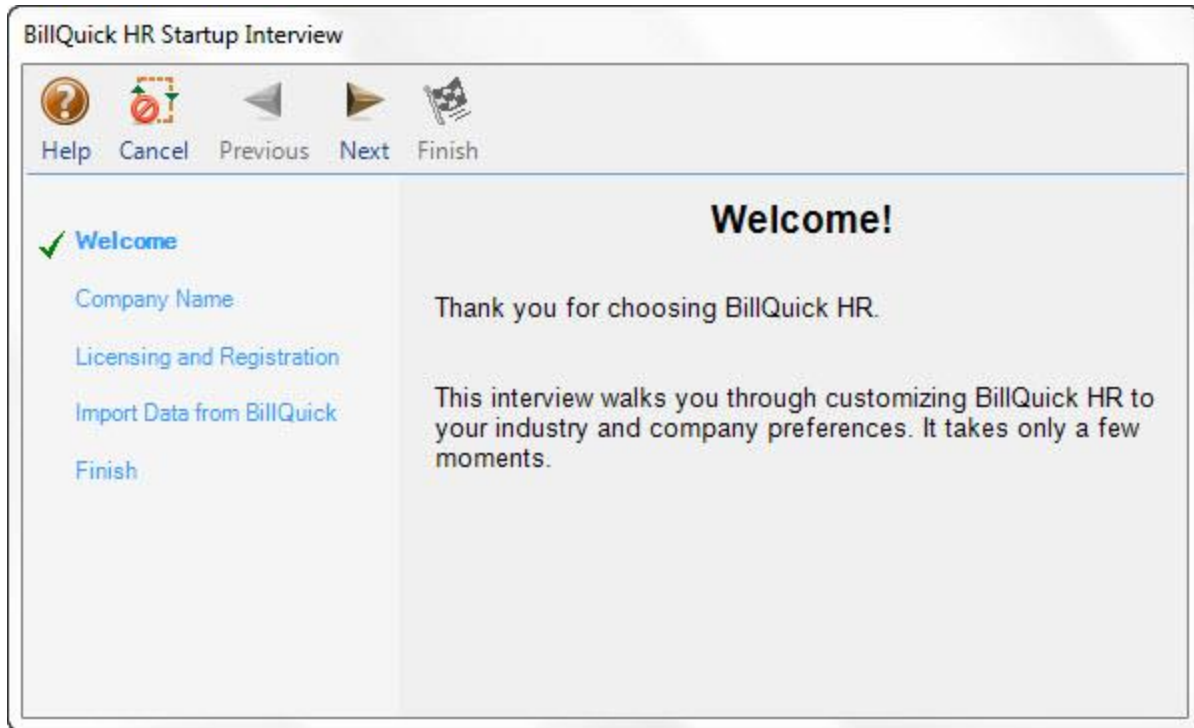 BillQuick HR Startup Interview
Help Cancel Previous Next Finish
Welcome
Company Name
Licensing and Registration
Import Data from BillQuick
Finish
Welcome!
Thank you for choosing BillQuick HR.
This interview walks you through customizing BillQuick HR to
your industry and company preferences. It takes only a few
moments.